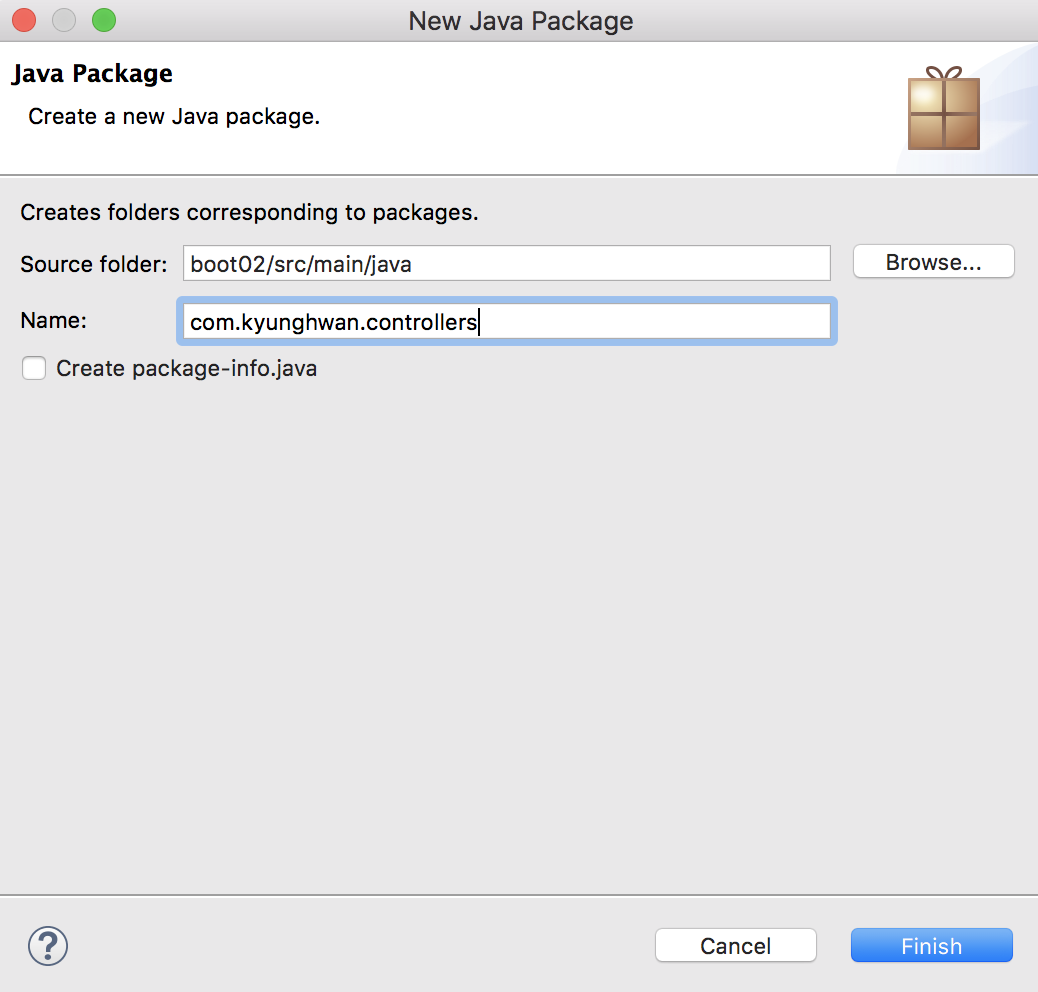 New Java Package
Java Package
Create a new Java package.
Creates folders corresponding to packages.
Source folder: boot02/src/main/java Browse...
Name: com.kyunghwan.controllers
Create package-info.java
? Cancel Finish